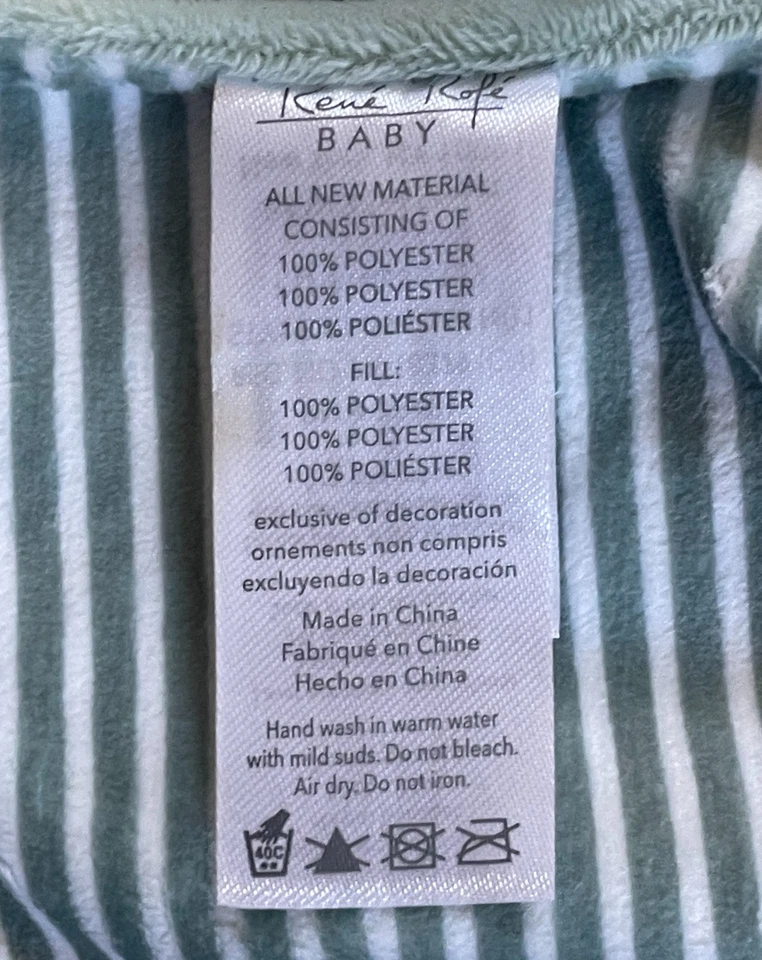 René Rofé
BABY
ALL NEW MATERIAL
CONSISTING OF
100% POLYESTER
100% POLYESTER
100% POLIÉSTER
FILL:
100% POLYESTER
100% POLYESTER
100% POLIÉSTER
exclusive of decoration
ornements non compris
excluyendo la decoración
Made in China
Fabriqué en Chine
Hecho en China
Hand wash in warm water
with mild suds. Do not bleach.
Air dry. Do not iron.
40C